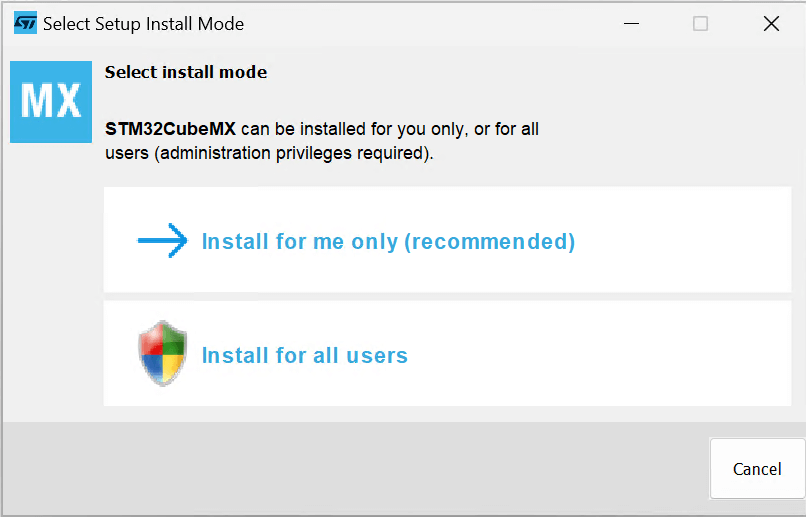 ST Select Setup Install Mode
MX
Select install mode
STM32CubeMX can be installed for you only, or for all
users (administration privileges required).
Install for me only (recommended)
Install for all users
Cancel